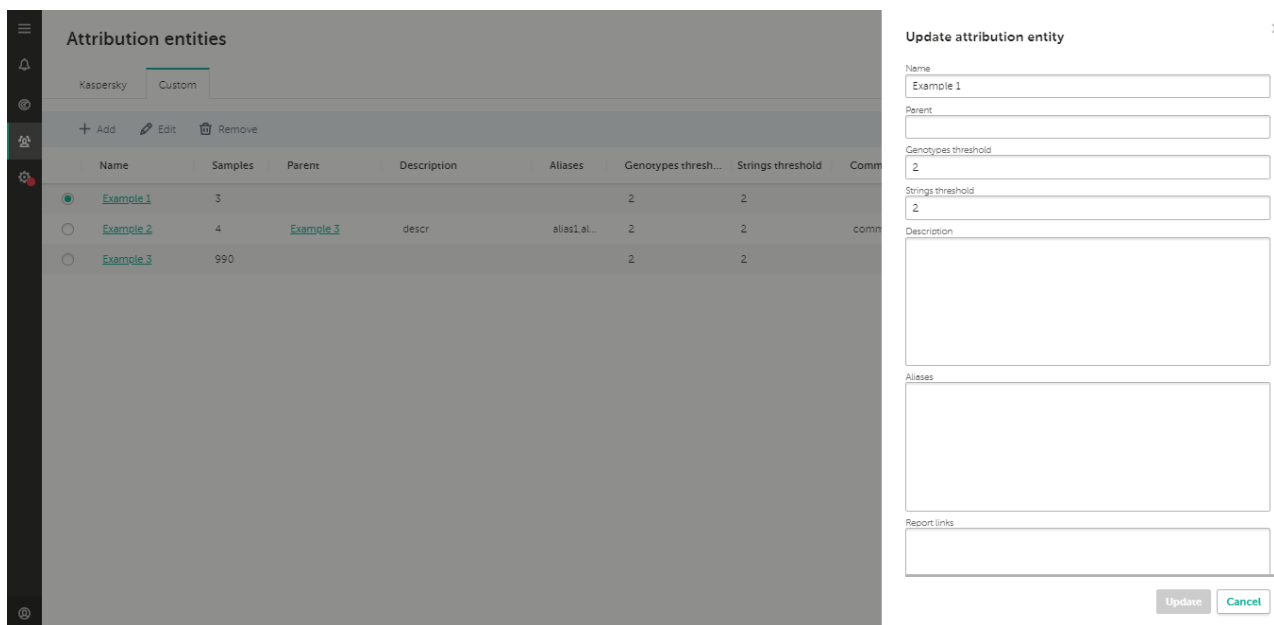 Attribution entities
Kaspersky Custom
Add Edit Remove
Name Samples Parent Description Aliases Genotypes thresh... Strings threshold Comm
Example 1 3 2 2
Example 2 4 Example 3 descr alias1,al... 2 2 comm
Example 3 990 2 2
Update attribution entity
Name
Example 1
Parent
Genotypes threshold
2
Strings threshold
2
Description
Aliases
Report links
Update Cancel